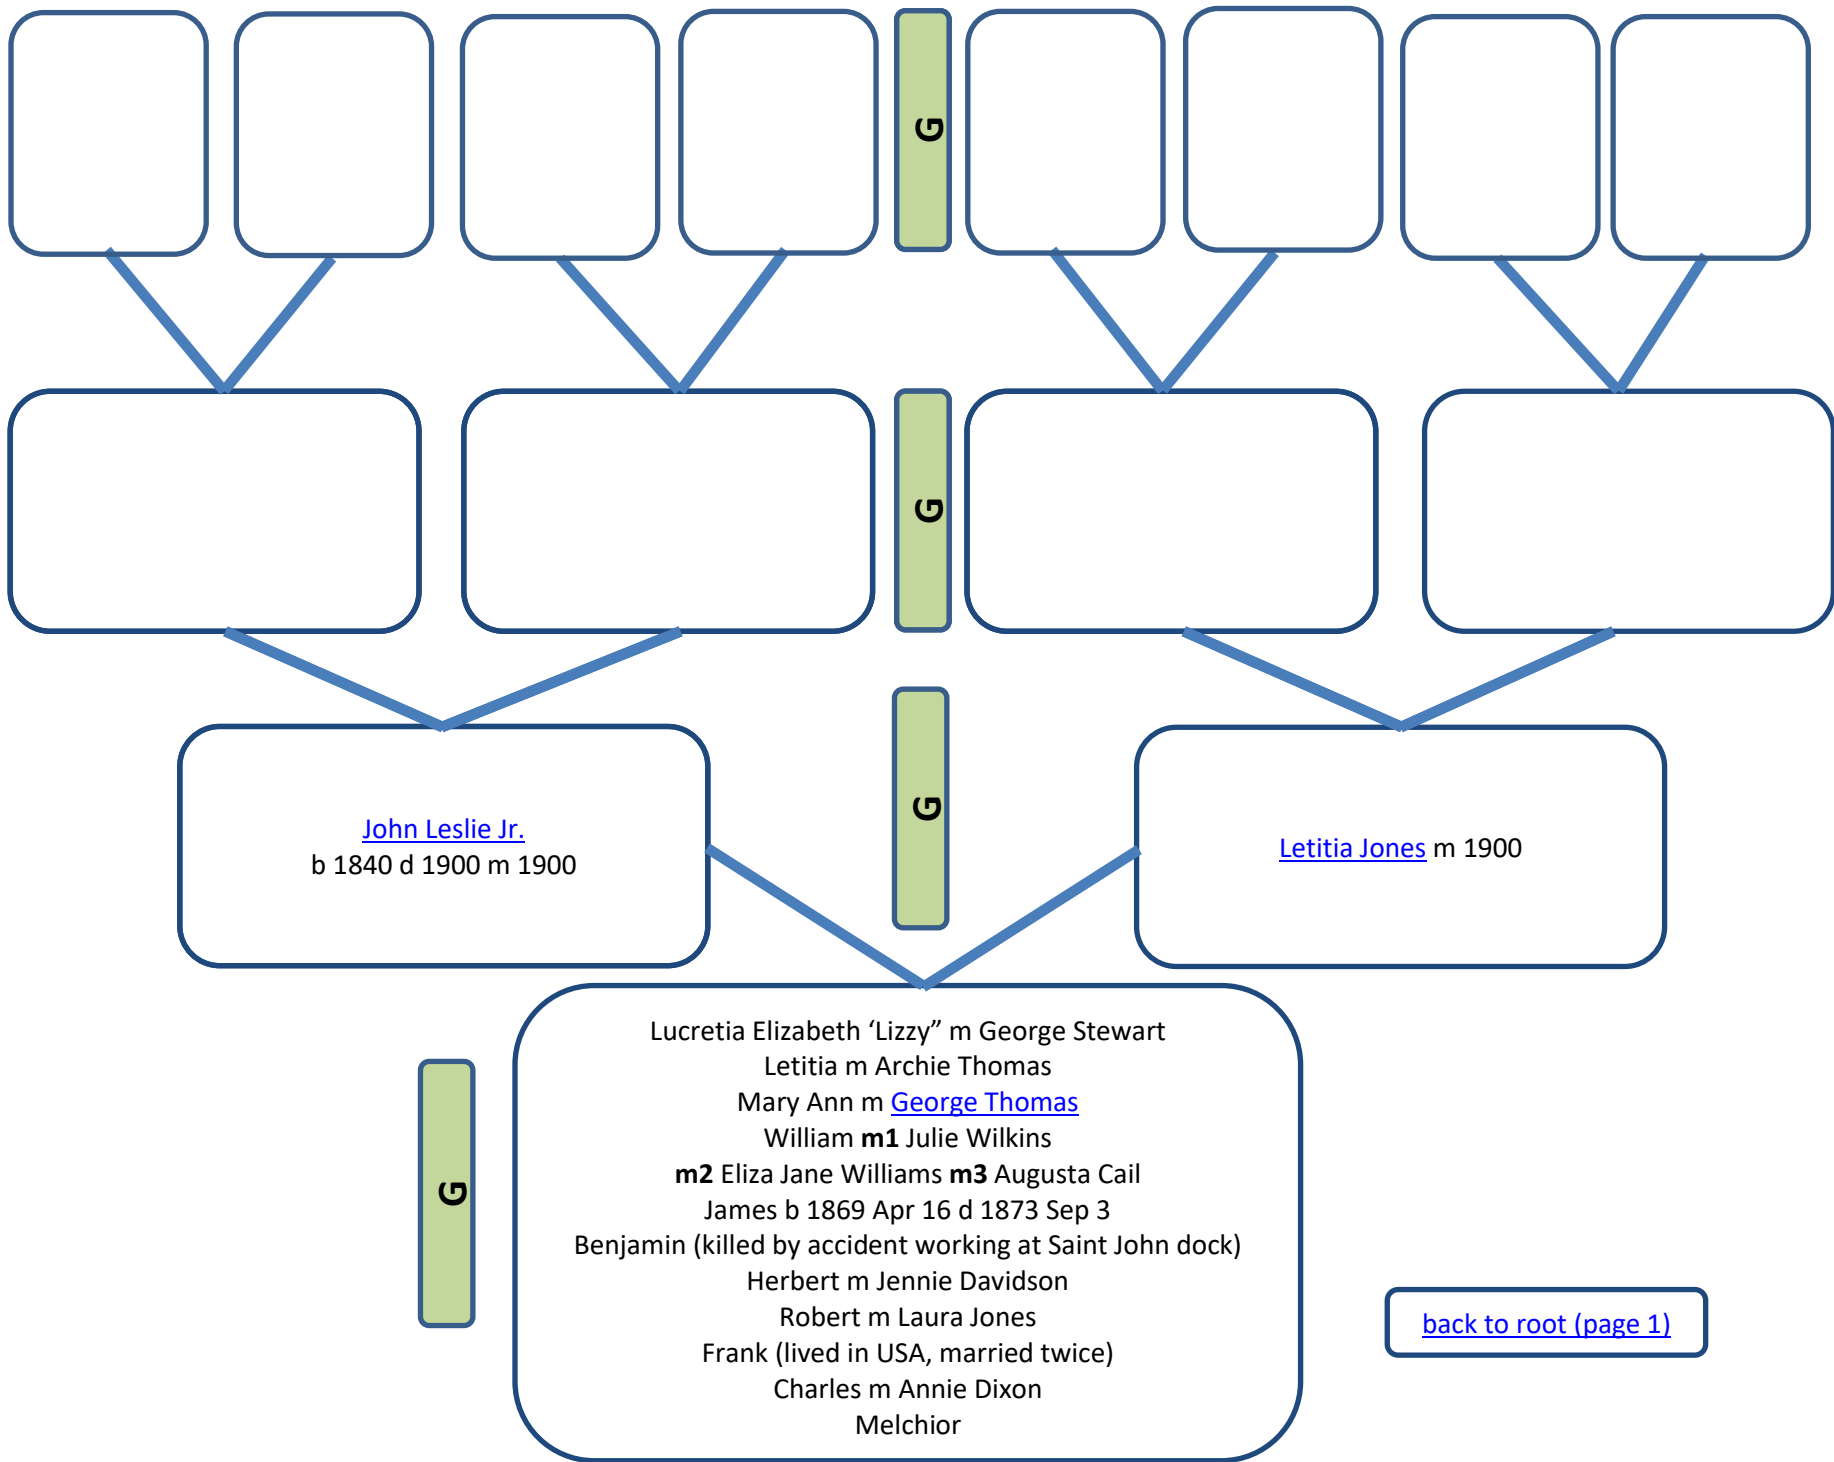 G
G
G
John Leslie Jr.
b 1840 d 1900 m 1900
Letitia Jones m 1900
Lucretia Elizabeth ‘Lizzy” m George Stewart
Letitia m Archie Thomas
Mary Ann m George Thomas
William m1 Julie Wilkins
m2 Eliza Jane Williams m3 Augusta Cail
James b 1869 Apr 16 d 1873 Sep 3
Benjamin (killed by accident working at Saint John dock)
Herbert m Jennie Davidson
Robert m Laura Jones
Frank (lived in USA, married twice)
Charles m Annie Dixon
Melchior
G
back to root (page 1)